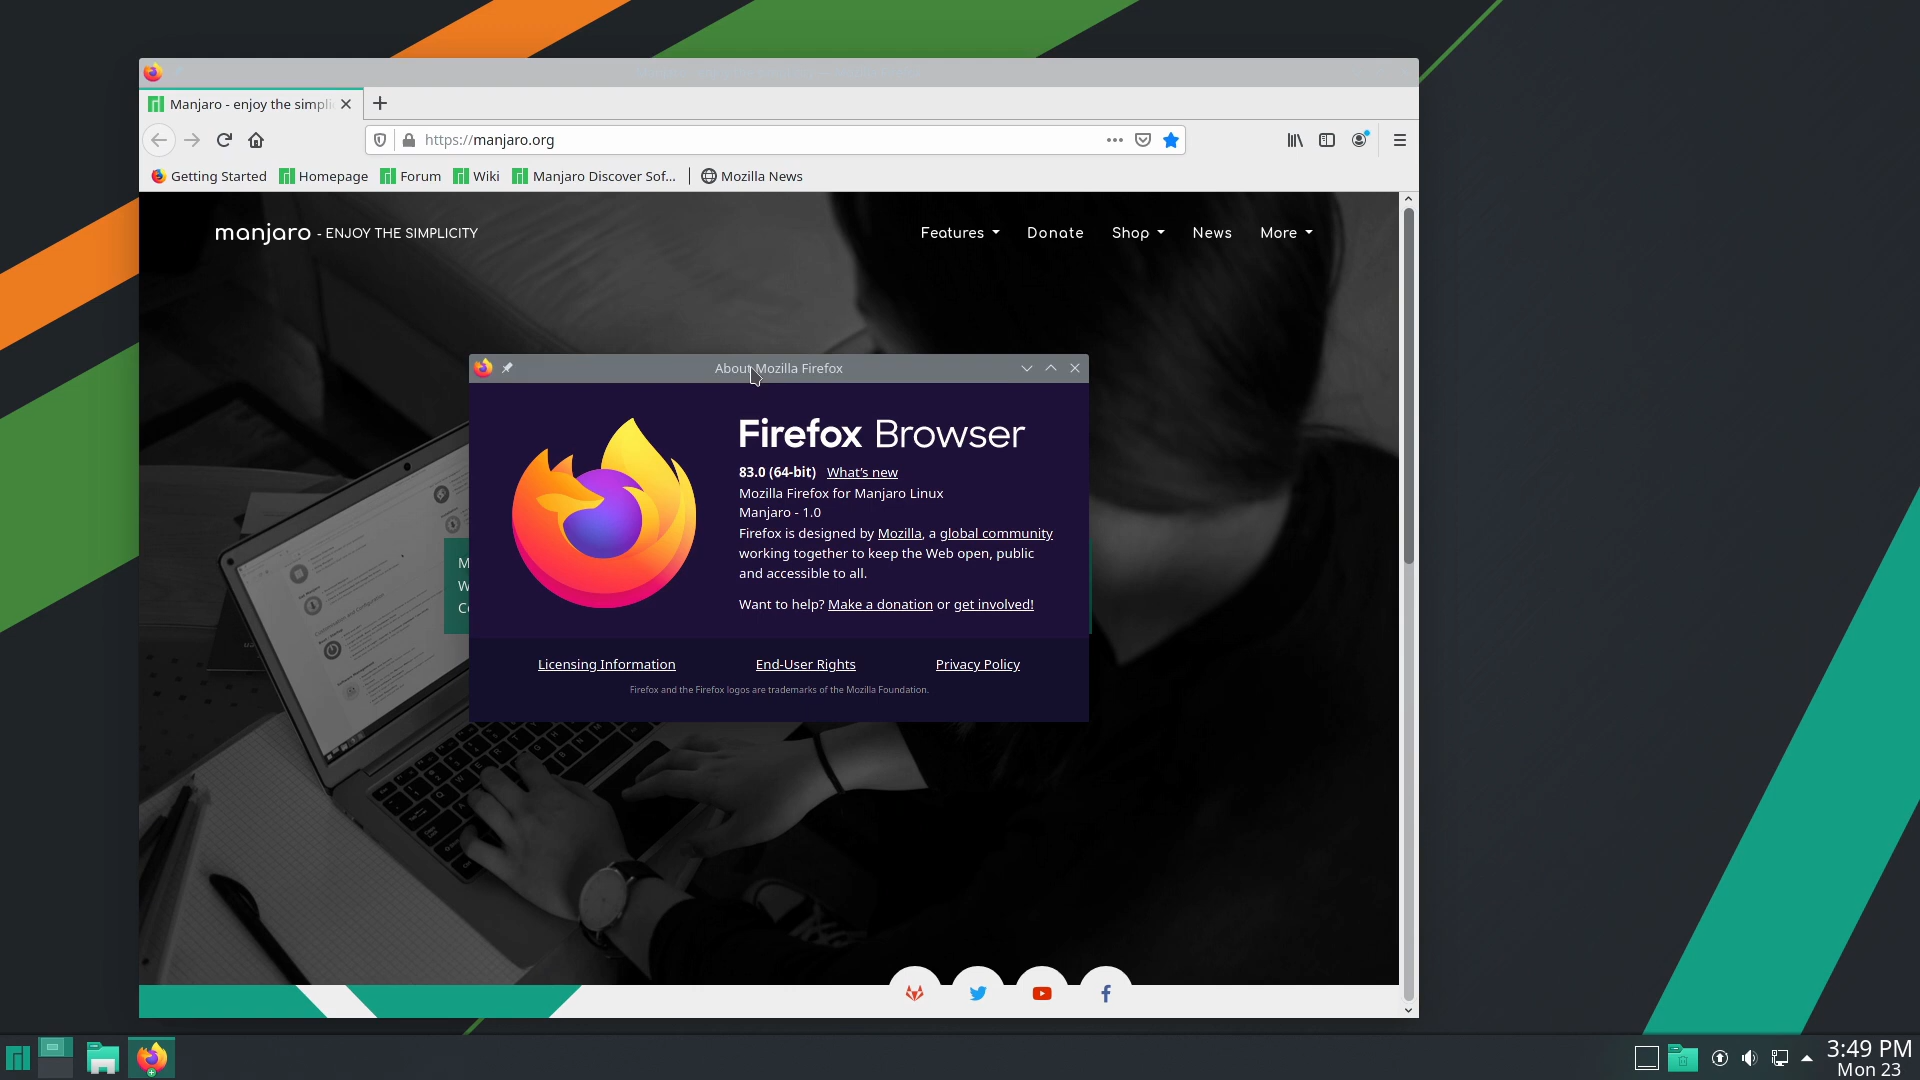 Manjaro - enjoy the simpli
https://manjaro.org
Getting Started Homepage Forum Wiki Manjaro Discover Sof... Mozilla News
manjaro - ENJOY THE SIMPLICITY
Features Donate Shop News More
About Mozilla Firefox
Firefox Browser
83.0 (64-bit) What's new
Mozilla Firefox for Manjaro Linux
Manjaro - 1.0
Firefox is designed by Mozilla, a global community
working together to keep the Web open, public
and accessible to all.
Want to help? Make a donation or get involved!
Licensing Information End-User Rights Privacy Policy
Firefox and the Firefox logos are trademarks of the Mozilla Foundation.
3:49 PM
Mon 23